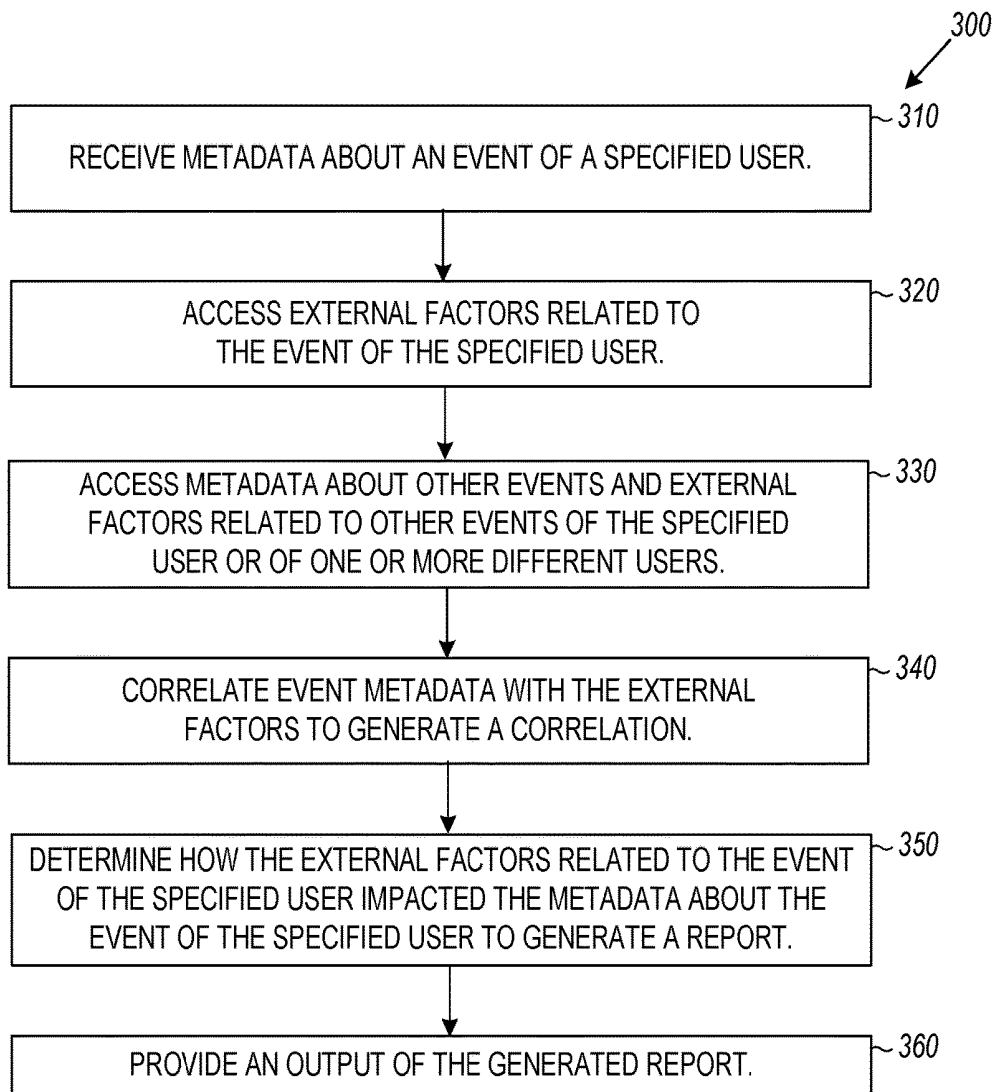 300
310
RECEIVE METADATA ABOUT AN EVENT OF A SPECIFIED USER.
320
ACCESS EXTERNAL FACTORS RELATED TO
THE EVENT OF THE SPECIFIED USER.
330
ACCESS METADATA ABOUT OTHER EVENTS AND EXTERNAL
FACTORS RELATED TO OTHER EVENTS OF THE SPECIFIED
USER OR OF ONE OR MORE DIFFERENT USERS.
340
CORRELATE EVENT METADATA WITH THE EXTERNAL
FACTORS TO GENERATE A CORRELATION.
350
DETERMINE HOW THE EXTERNAL FACTORS RELATED TO THE EVENT
OF THE SPECIFIED USER IMPACTED THE METADATA ABOUT THE
EVENT OF THE SPECIFIED USER TO GENERATE A REPORT.
360
PROVIDE AN OUTPUT OF THE GENERATED REPORT.